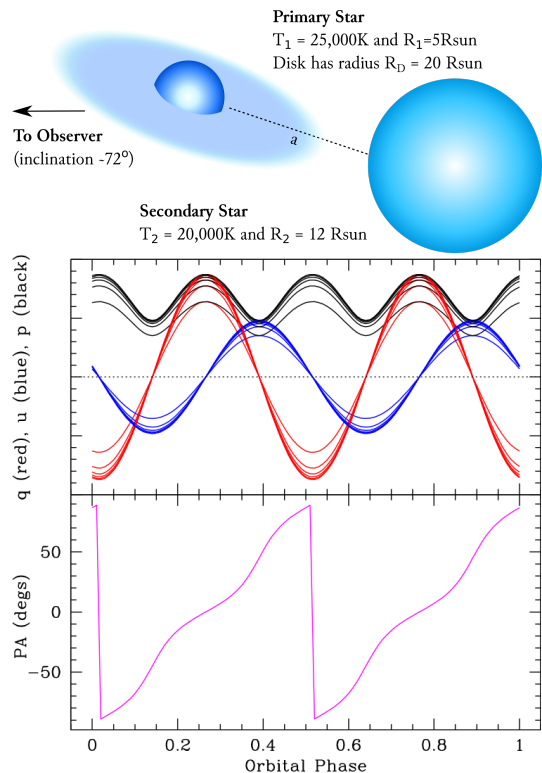 Primary Star
T₁ = 25,000K and R₁=5Rsun
Disk has radius R_D = 20 Rsun
To Observer
(inclination -72°)
a
Secondary Star
T₂ = 20,000K and R₂ = 12 Rsun
q (red), u (blue), p (black)
PA (degs)
50
0
−50
0
0.2
0.4
0.6
0.8
1
Orbital Phase